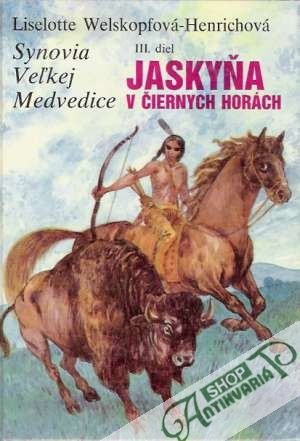 Liselotte Welskopfová-Henrichová
Synovia
Veľkej
Medvedice
III. diel
JASKYŇA
V ČIERNYCH HORÁCH
SHOP
ANTIKVARIÁT